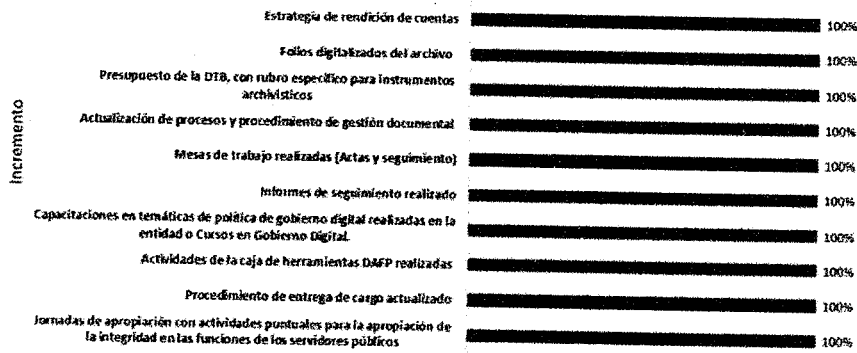 Estrategia de rendición de cuentas 100%
Folios digitalizados del archivo 100%
Presupuesto de la DTB, con rubro especifico para instrumentos
archivisticos 100%
Incremento
Actualización de procesos y procedimiento de gestión documental 100%
Mesas de trabajo realizadas (Actas y seguimiento) 100%
Informes de seguimiento realizado 100%
Capacitaciones en temáticas de política de gobierno digital realizadas en la
entidad o Cursos en Gobierno Digital. 100%
Actividades de la caja de herramientas DAFP realizadas 100%
Procedimiento de entrega de cargo actualizado 100%
Jornadas de apropiación con actividades puntuales para la apropiación de
la integridad en las funciones de los servidores públicos 100%